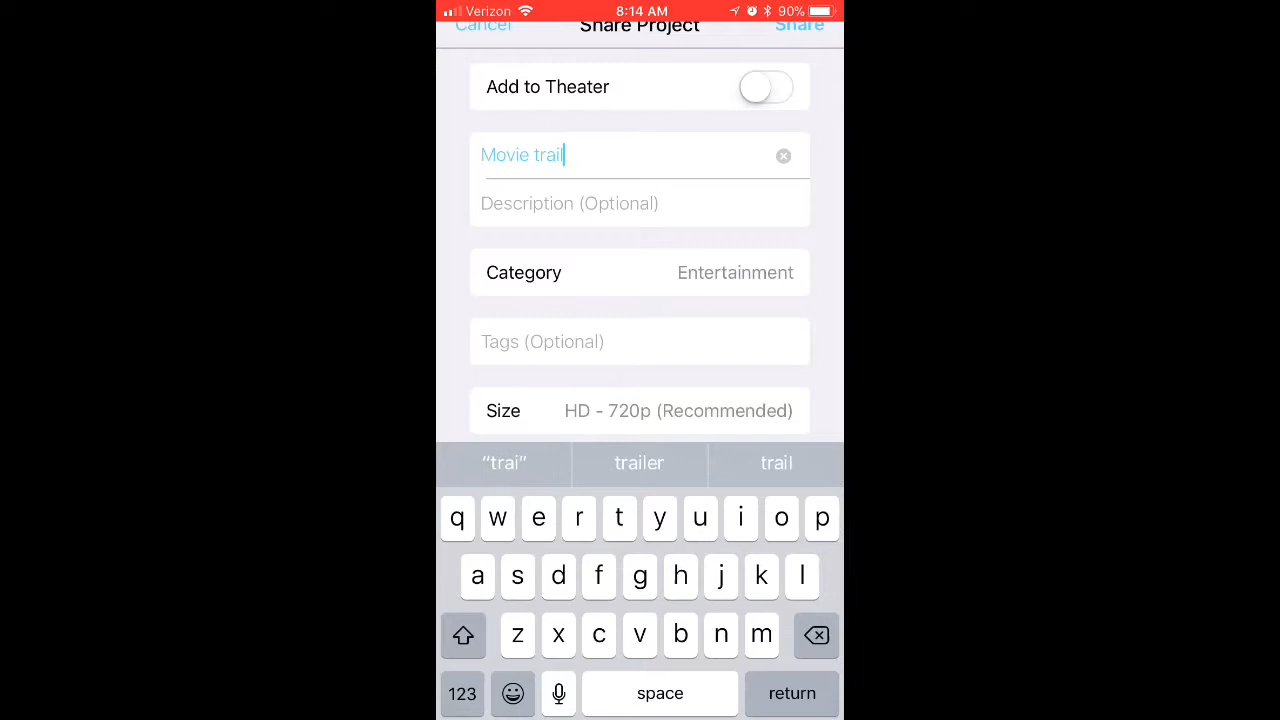 Verizon 8:14 AM 90%
Cancel Share Project Share
Add to Theater
Movie trail
Description (Optional)
Category Entertainment
Tags (Optional)
Size HD - 720p (Recommended)
“trai” trailer trail
q w e r t y u i o p
a s d f g h j k l
z x c v b n m
123 space return